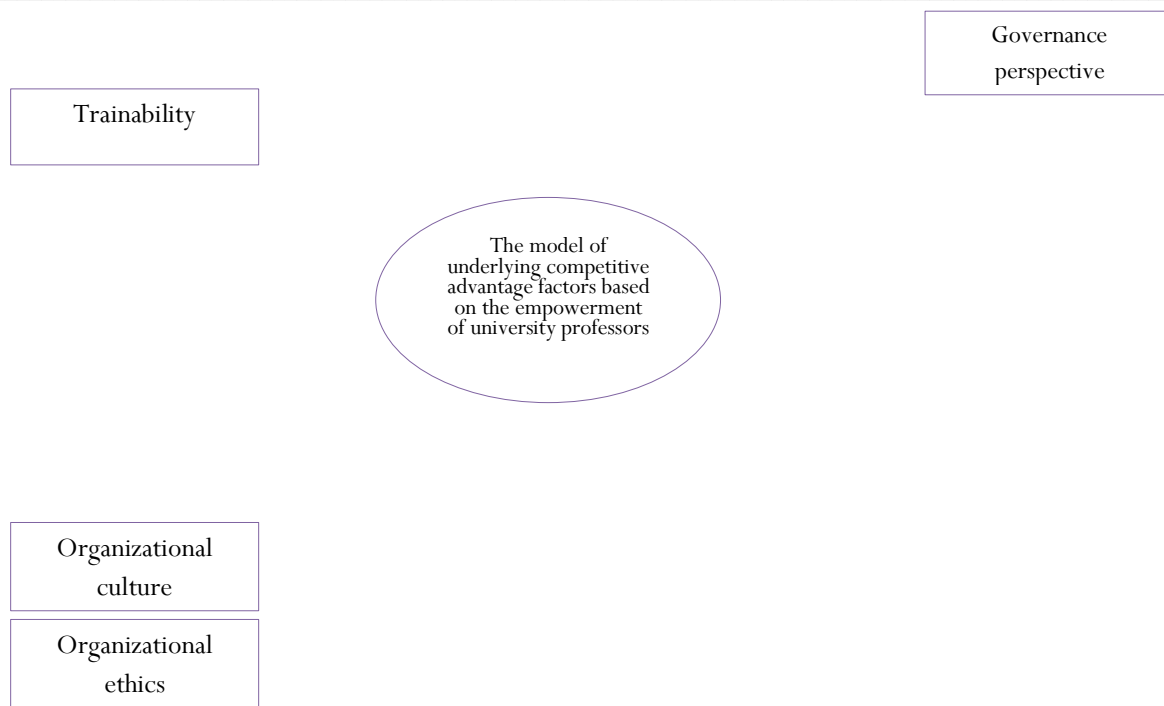 Governance
perspective
Trainability
The model of
underlying competitive
advantage factors based
on the empowerment
of university professors
Organizational
culture
Organizational
ethics